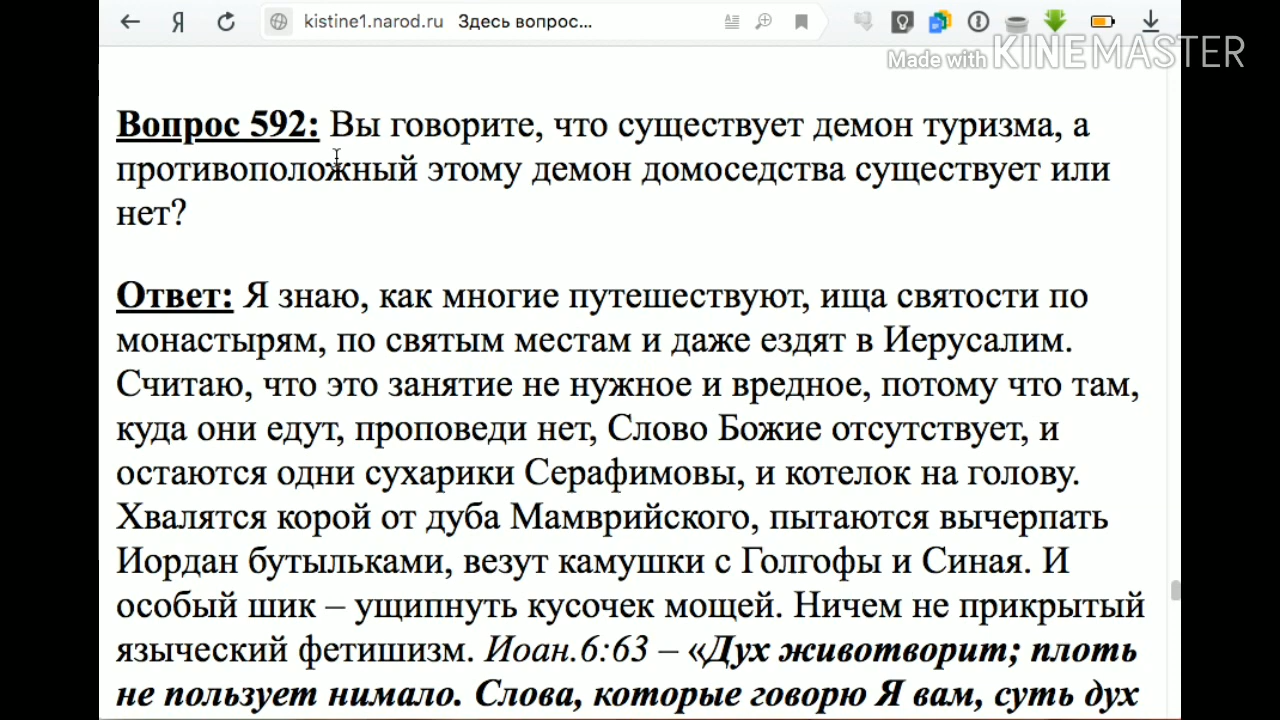 kistine1.narod.ru Здесь вопрос...
Made with KINEMASTER
Вопрос 592: Вы говорите, что существует демон туризма, а
противоположный этому демон домоседства существует или
нет?
Ответ: Я знаю, как многие путешествуют, ища святости по
монастырям, по святым местам и даже ездят в Иерусалим.
Считаю, что это занятие не нужное и вредное, потому что там,
куда они едут, проповеди нет, Слово Божие отсутствует, и
остаются одни сухарики Серафимовы, и котелок на голову.
Хвалятся корой от дуба Мамврийского, пытаются вычерпать
Иордан бутыльками, везут камушки с Голгофы и Синая. И
особый шик – ущипнуть кусочек мощей. Ничем не прикрытый
языческий фетишизм. Иоан.6:63 – «Дух животворит; плоть
не пользует нимало. Слова, которые говорю Я вам, суть дух